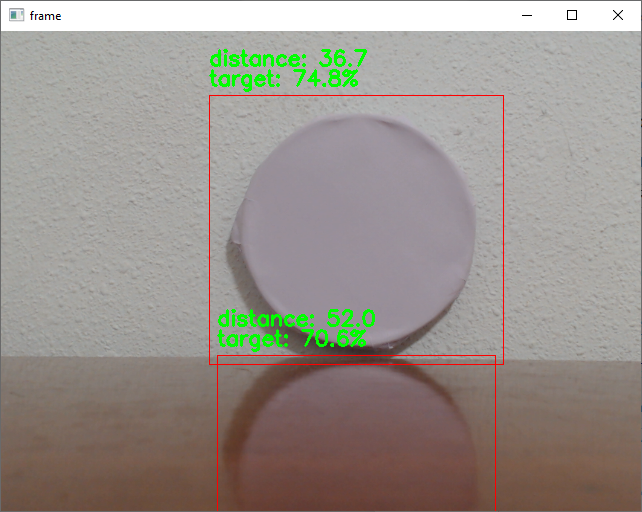 frame
distance: 36.7
target: 74.8%
distance: 52.0
target: 70.6%